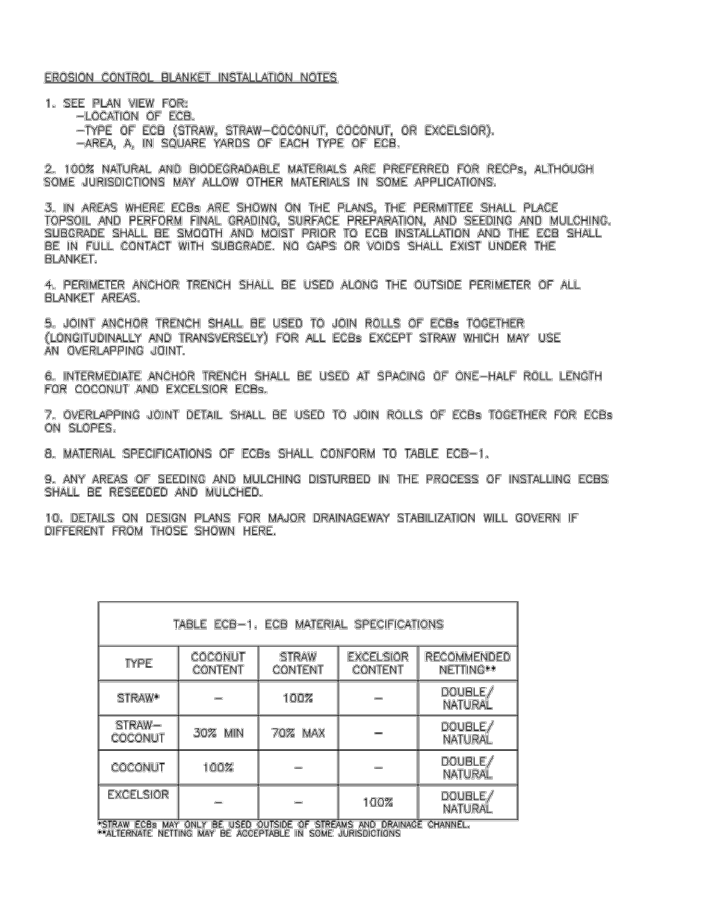 EROSION CONTROL BLANKET INSTALLATION NOTES
1. SEE PLAN VIEW FOR:
-LOCATION OF ECB.
-TYPE OF ECB (STRAW, STRAW-COCONUT, COCONUT, OR EXCELSIOR).
-AREA, A, IN SQUARE YARDS OF EACH TYPE OF ECB.
2. 100% NATURAL AND BIODEGRADABLE MATERIALS ARE PREFERRED FOR RECPs, ALTHOUGH
SOME JURISDICTIONS MAY ALLOW OTHER MATERIALS IN SOME APPLICATIONS.
3. IN AREAS WHERE ECBs ARE SHOWN ON THE PLANS, THE PERMITTEE SHALL PLACE
TOPSOIL AND PERFORM FINAL GRADING, SURFACE PREPARATION, AND SEEDING AND MULCHING.
SUBGRADE SHALL BE SMOOTH AND MOIST PRIOR TO ECB INSTALLATION AND THE ECB SHALL
BE IN FULL CONTACT WITH SUBGRADE. NO GAPS OR VOIDS SHALL EXIST UNDER THE
BLANKET.
4. PERIMETER ANCHOR TRENCH SHALL BE USED ALONG THE OUTSIDE PERIMETER OF ALL
BLANKET AREAS.
5. JOINT ANCHOR TRENCH SHALL BE USED TO JOIN ROLLS OF ECBs TOGETHER
(LONGITUDINALLY AND TRANSVERSELY) FOR ALL ECBs EXCEPT STRAW WHICH MAY USE
AN OVERLAPPING JOINT.
6. INTERMEDIATE ANCHOR TRENCH SHALL BE USED AT SPACING OF ONE-HALF ROLL LENGTH
FOR COCONUT AND EXCELSIOR ECBs.
7. OVERLAPPING JOINT DETAIL SHALL BE USED TO JOIN ROLLS OF ECBs TOGETHER FOR ECBs
ON SLOPES.
8. MATERIAL SPECIFICATIONS OF ECBs SHALL CONFORM TO TABLE ECB-1.
9. ANY AREAS OF SEEDING AND MULCHING DISTURBED IN THE PROCESS OF INSTALLING ECBS
SHALL BE RESEEDED AND MULCHED.
10. DETAILS ON DESIGN PLANS FOR MAJOR DRAINAGEWAY STABILIZATION WILL GOVERN IF
DIFFERENT FROM THOSE SHOWN HERE.
TABLE ECB-1. ECB MATERIAL SPECIFICATIONS
TYPE
COCONUT
CONTENT
STRAW
CONTENT
EXCELSIOR
CONTENT
RECOMMENDED
NETTING**
STRAW*
-
100%
-
DOUBLE/
NATURAL
STRAW-
COCONUT
30% MIN
70% MAX
-
DOUBLE/
NATURAL
COCONUT
100%
-
-
DOUBLE/
NATURAL
EXCELSIOR
-
-
100%
DOUBLE/
NATURAL
*STRAW ECBs MAY ONLY BE USED OUTSIDE OF STREAMS AND DRAINAGE CHANNEL.
**ALTERNATE NETTING MAY BE ACCEPTABLE IN SOME JURISDICTIONS